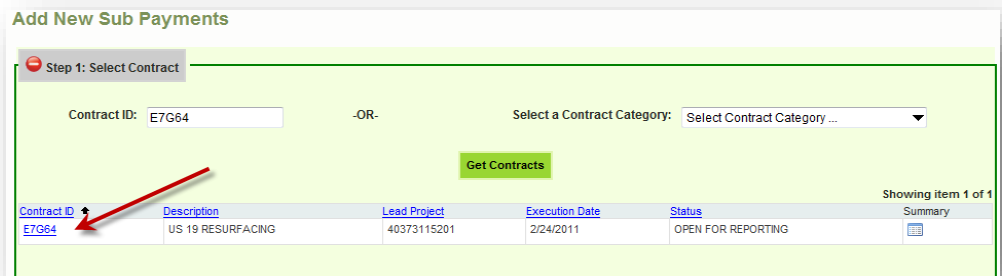 Add New Sub Payments
Step 1: Select Contract
Contract ID: E7G64 -OR- Select a Contract Category: Select Contract Category ...
Get Contracts
Showing item 1 of 1
Contract ID Description Lead Project Execution Date Status Summary
E7G64 US 19 RESURFACING 40373115201 2/24/2011 OPEN FOR REPORTING